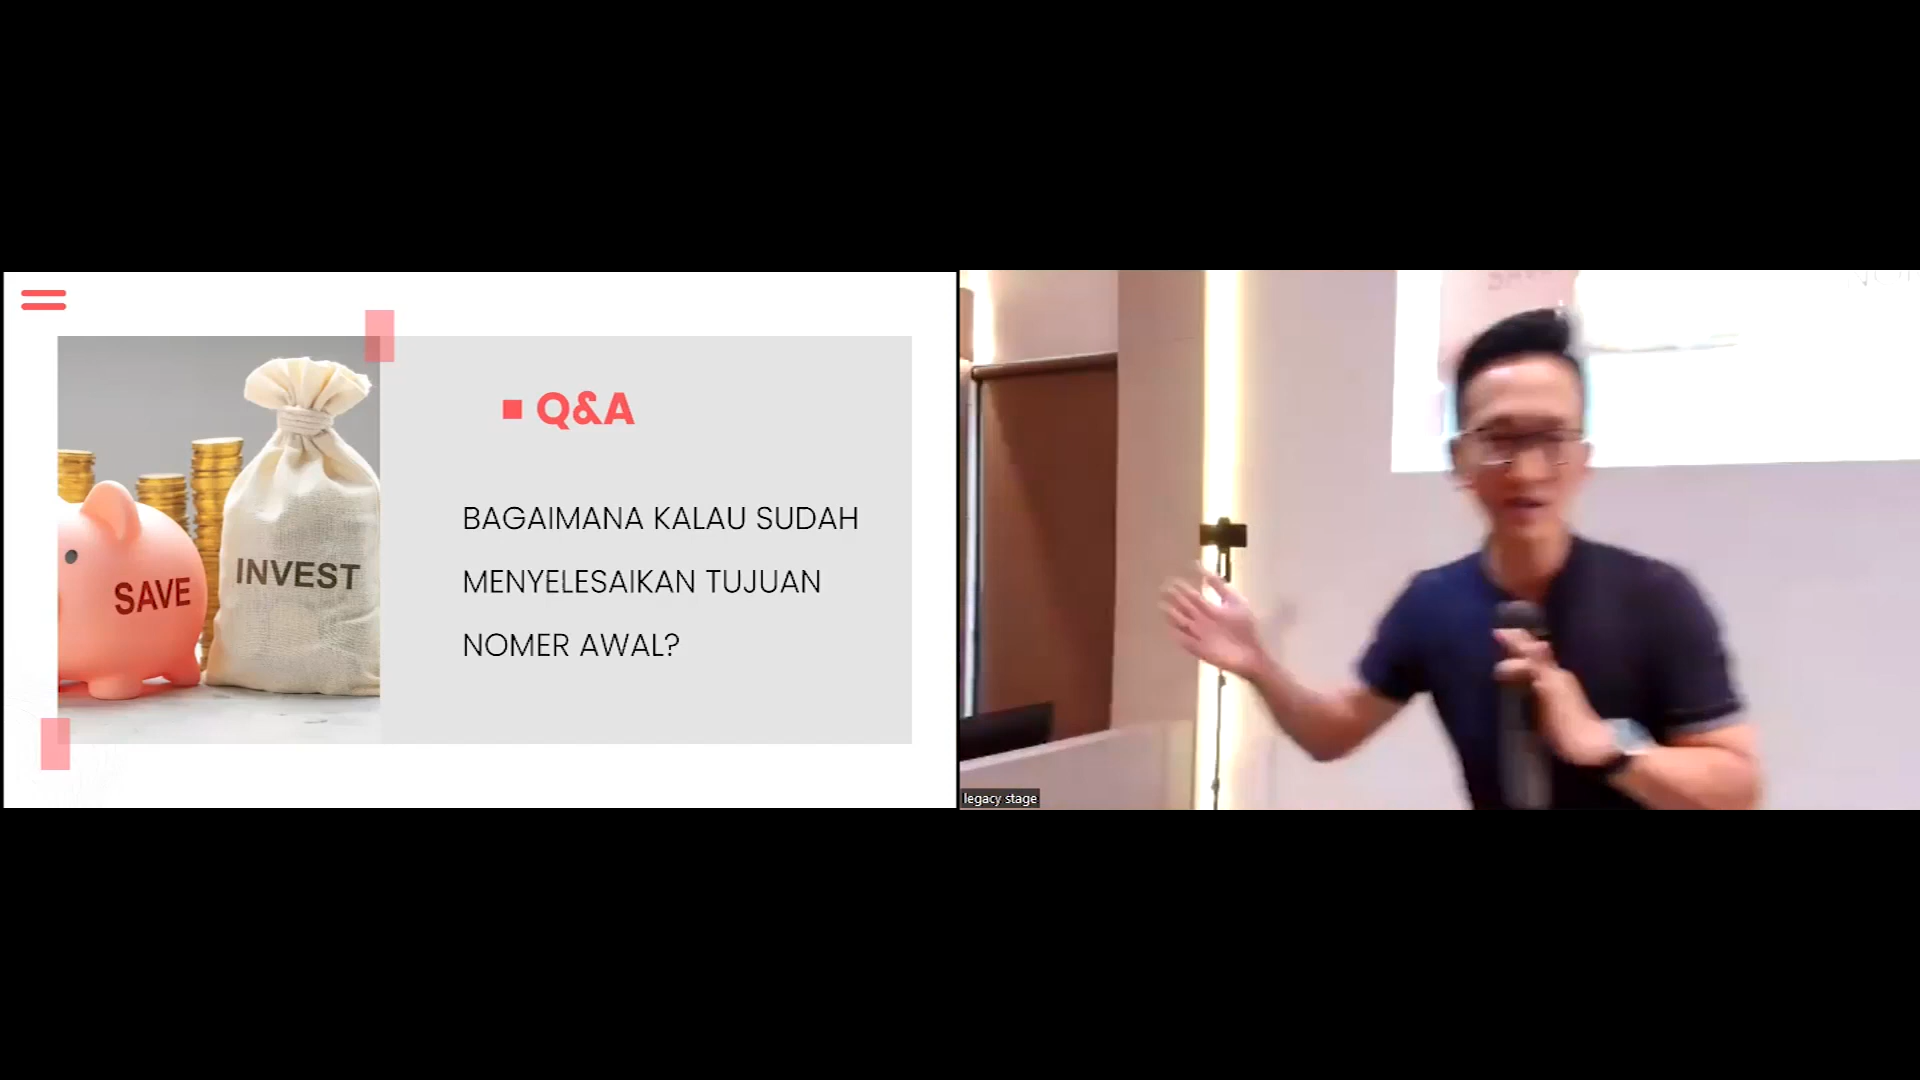 Q&A
BAGAIMANA KALAU SUDAH
MENYELESAIKAN TUJUAN
NOMER AWAL?
SAVE
INVEST
legacy stage